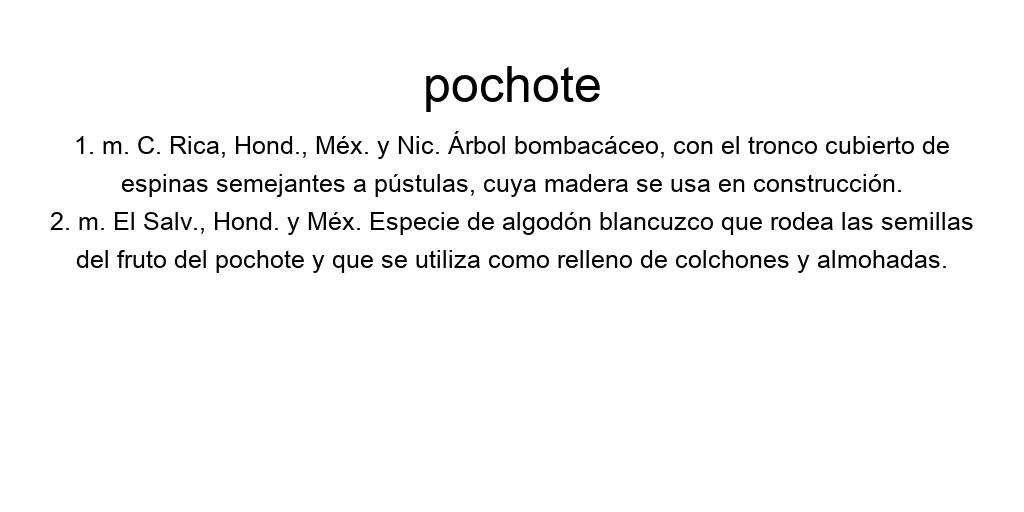 pochote
1. m. C. Rica, Hond., Méx. y Nic. Árbol bombacáceo, con el tronco cubierto de
espinas semejantes a pústulas, cuya madera se usa en construcción.
2. m. El Salv., Hond. y Méx. Especie de algodón blancuzco que rodea las semillas
del fruto del pochote y que se utiliza como relleno de colchones y almohadas.